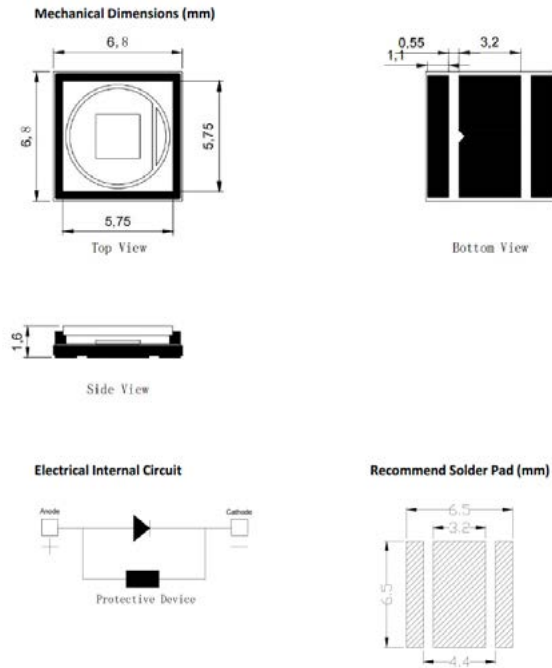 Mechanical Dimensions (mm)
6,8
0,55
3,2
1,1
6,8
5,75
5,75
Top View
Bottom View
1,6
Side View
Electrical Internal Circuit
Recommend Solder Pad (mm)
Anode
Cathode
+
—
Protective Device
6.5
3.2
6.5
4.4